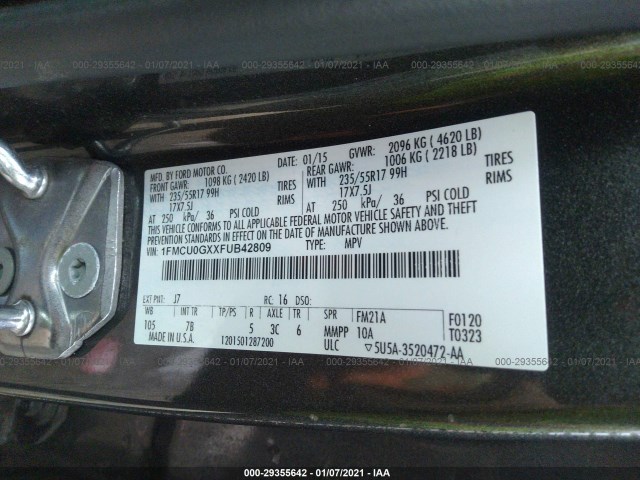 000-29355642 - 01/07/2021 - IAA
MFD. BY FORD MOTOR CO.
DATE: 01/15 GVWR: 2096 KG ( 4620 LB)
FRONT GAWR: 1098 KG ( 2420 LB)
REAR GAWR: 1006 KG ( 2218 LB)
WITH 235/55R17 99H TIRES
17X7.5J RIMS
AT 250 kPa/ 36 PSI COLD
WITH 235/55R17 99H TIRES
17X7.5J RIMS
AT 250 kPa/ 36 PSI COLD
THIS VEHICLE CONFORMS TO ALL APPLICABLE FEDERAL MOTOR VEHICLE SAFETY AND THEFT
PREVENTION STANDARDS IN EFFECT ON THE DATE OF MANUFACTURE SHOWN ABOVE.
VIN: 1FMCU0GXXFUB42809 TYPE: MPV
EXT PNT: J7 RC: 16 DSO:
F0120
T0323
WB INT TR TP/PS R AXLE TR SPR
105 7B 5 3C 6
FM21A
MMPP 10A
MADE IN U.S.A. 1201501287200
ULC ▽5U5A-3520472-AA
000-29355642 - 01/07/2021 - IAA
000-29355642 - 01/07/2021 - IAA